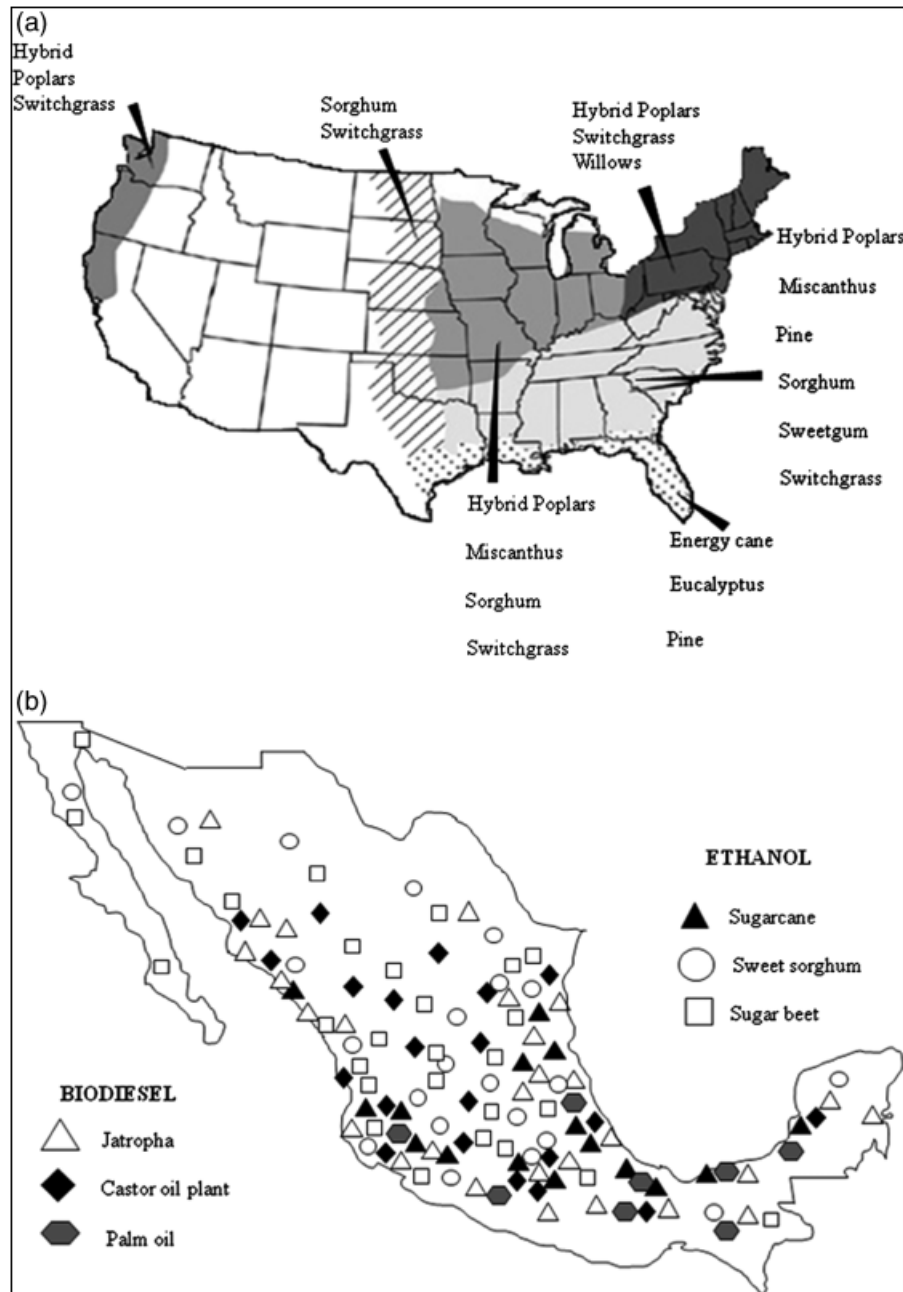 (a)
Hybrid
Poplars
Switchgrass
Sorghum
Switchgrass
Hybrid Poplars
Switchgrass
Willows
Hybrid Poplars
Miscanthus
Pine
Sorghum
Sweetgum
Switchgrass
Hybrid Poplars
Miscanthus
Sorghum
Switchgrass
Energy cane
Eucalyptus
Pine
(b)
ETHANOL
Sugarcane
Sweet sorghum
Sugar beet
BIODIESEL
Jatropha
Castor oil plant
Palm oil